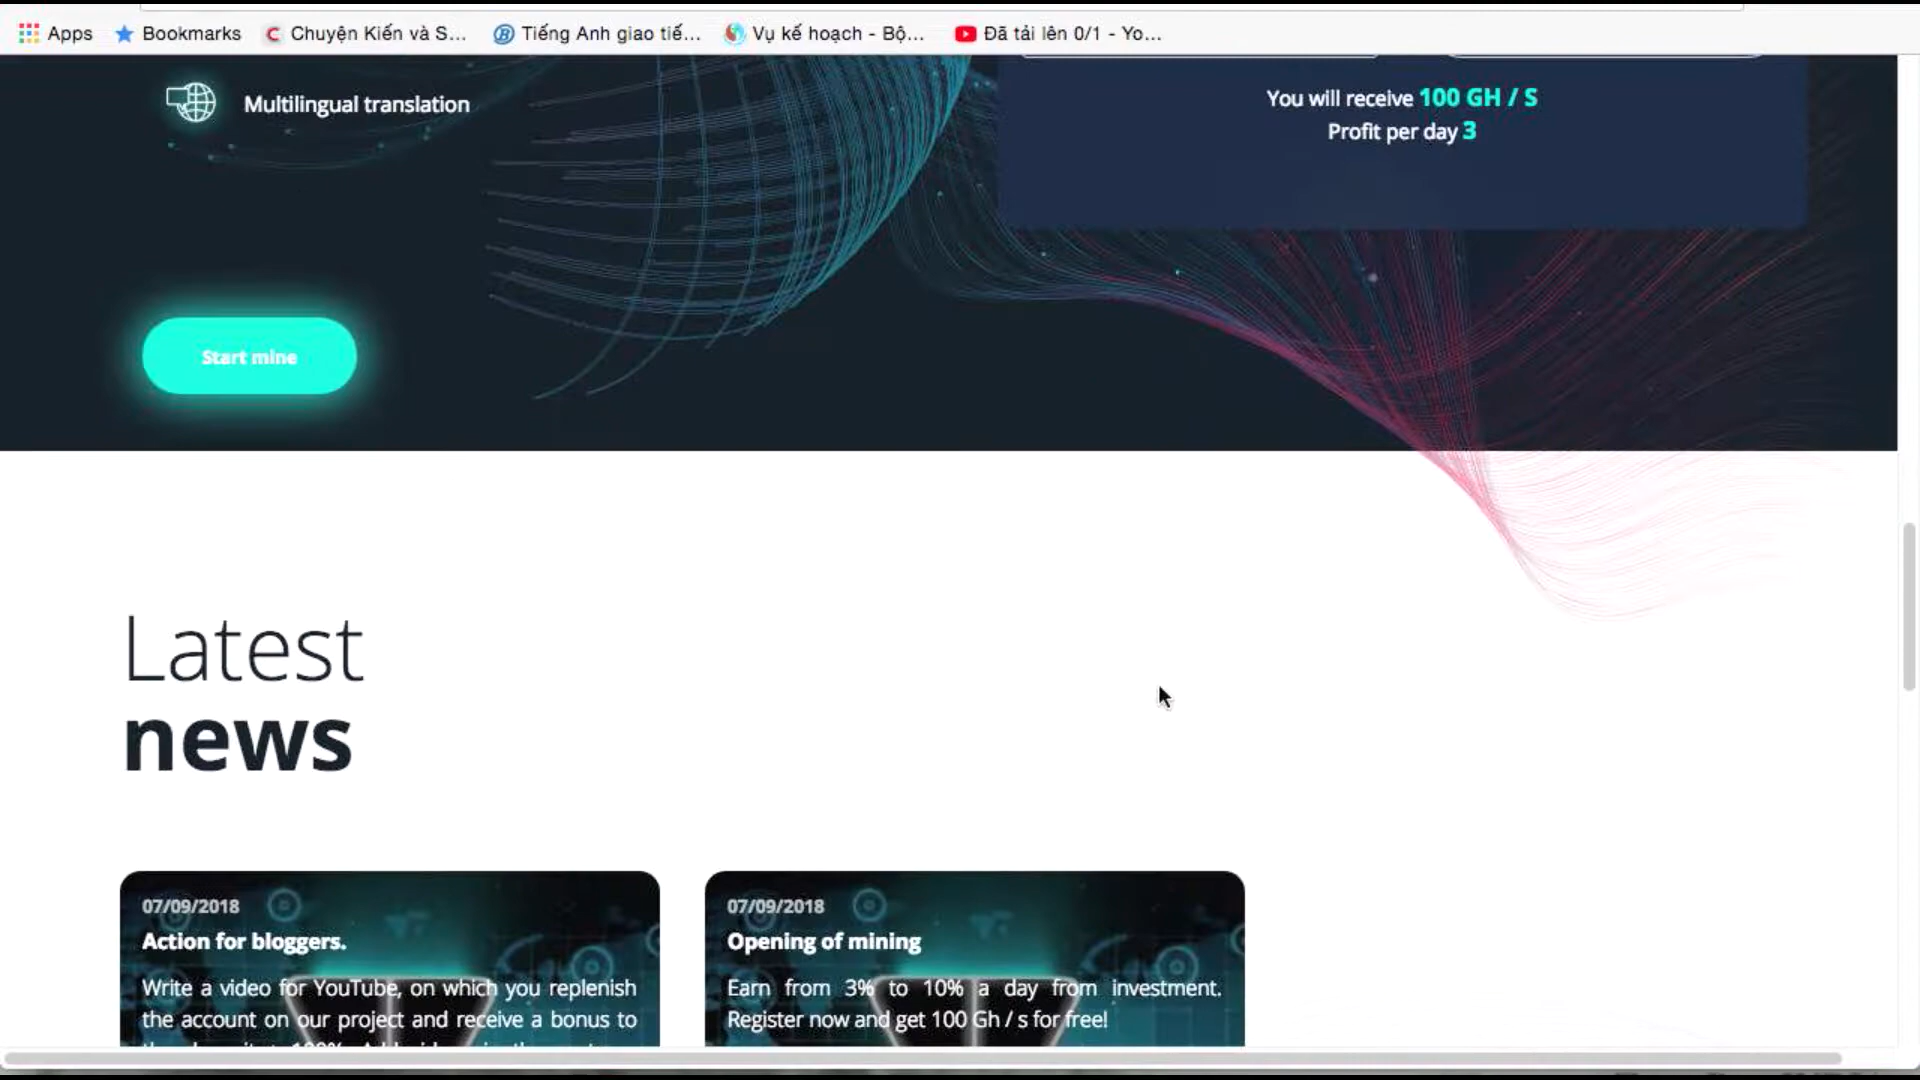 Apps Bookmarks Chuyện Kiến và S... Tiếng Anh giao tiế... Vụ kế hoạch - Bộ... Đã tải lên 0/1 - Yo...
Multilingual translation
You will receive 100 GH / S
Profit per day 3
Start mine
Latest
news
07/09/2018
Action for bloggers.
Write a video for YouTube, on which you replenish
the account on our project and receive a bonus to
07/09/2018
Opening of mining
Earn from 3% to 10% a day from investment.
Register now and get 100 Gh / s for free!